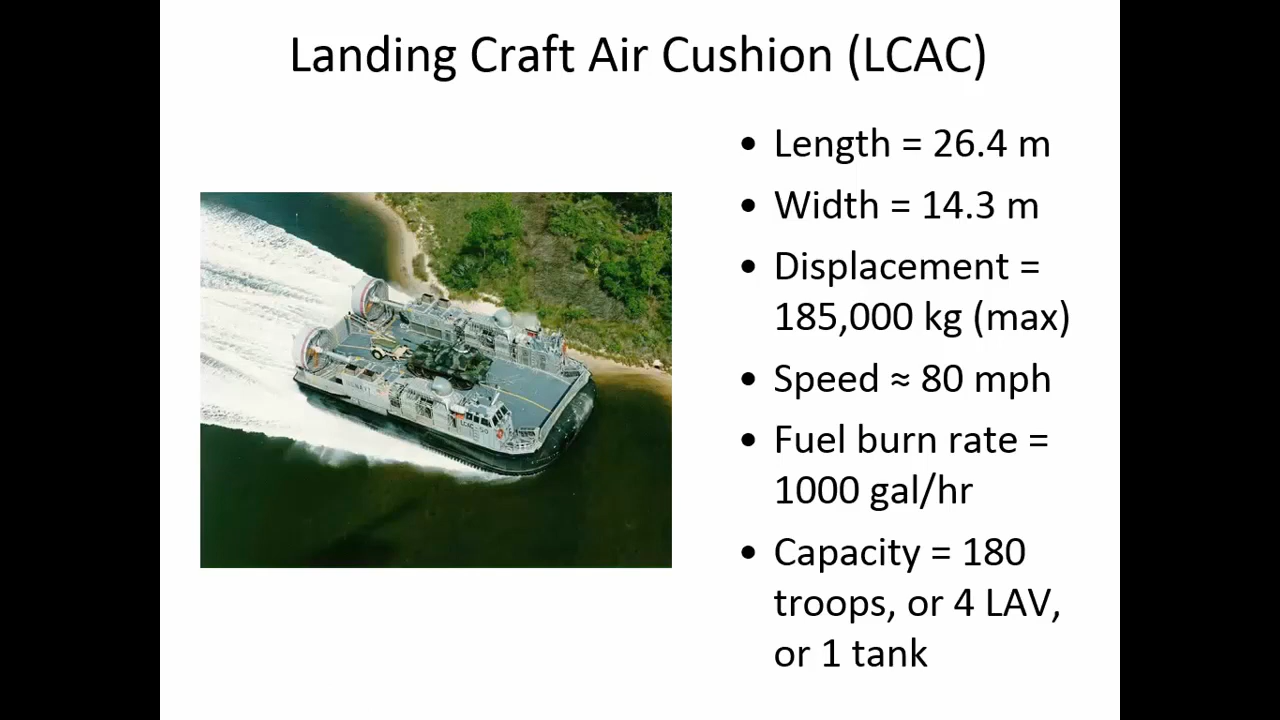 Landing Craft Air Cushion (LCAC)
• Length = 26.4 m
• Width = 14.3 m
• Displacement =
185,000 kg (max)
• Speed ≈ 80 mph
• Fuel burn rate =
1000 gal/hr
• Capacity = 180
troops, or 4 LAV,
or 1 tank